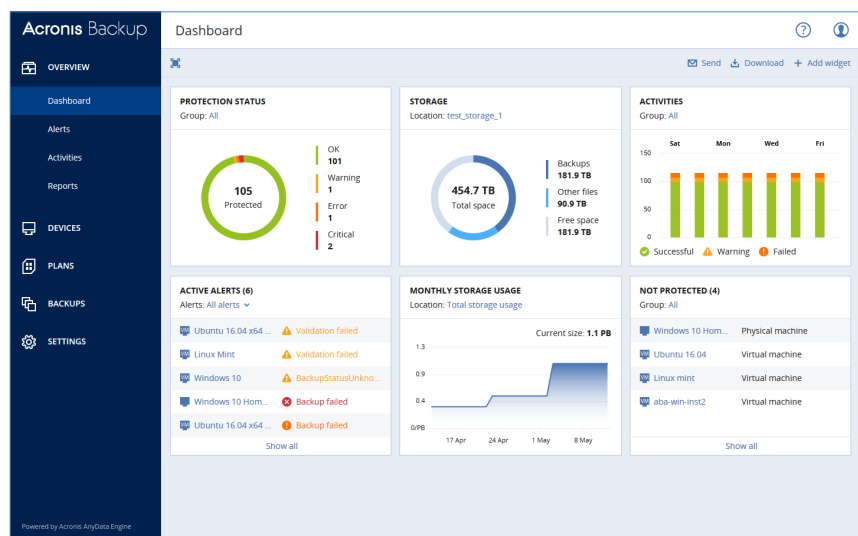 Acronis Backup
OVERVIEW
Dashboard
Alerts
Activities
Reports
DEVICES
PLANS
BACKUPS
SETTINGS
Powered by Acronis AnyData Engine
Dashboard
?
Send Download + Add widget
PROTECTION STATUS
Group: All
105
Protected
OK
101
Warning
1
Error
1
Critical
2
STORAGE
Location: test_storage_1
454.7 TB
Total space
Backups
181.9 TB
Other files
90.9 TB
Free space
181.9 TB
ACTIVITIES
Group: All
Sat Mon Wed Fri
150
100
50
0
Successful Warning Failed
ACTIVE ALERTS (6)
Alerts: All alerts
VM Ubuntu 16.04 x64 ... Validation failed
VM Linux Mint Validation failed
VM Windows 10 BackupStatusUnkno...
Windows 10 Hom... Backup failed
VM Ubuntu 16.04 x64 ... Backup failed
Show all
MONTHLY STORAGE USAGE
Location: Total storage usage
Current size: 1.1 PB
1.3
0.9
0.4
0/PB
17 Apr 24 Apr 1 May 8 May
NOT PROTECTED (4)
Group: All
Windows 10 Hom... Physical machine
VM Ubuntu 16.04 Virtual machine
VM Linux mint Virtual machine
VM aba-win-inst2 Virtual machine
Show all